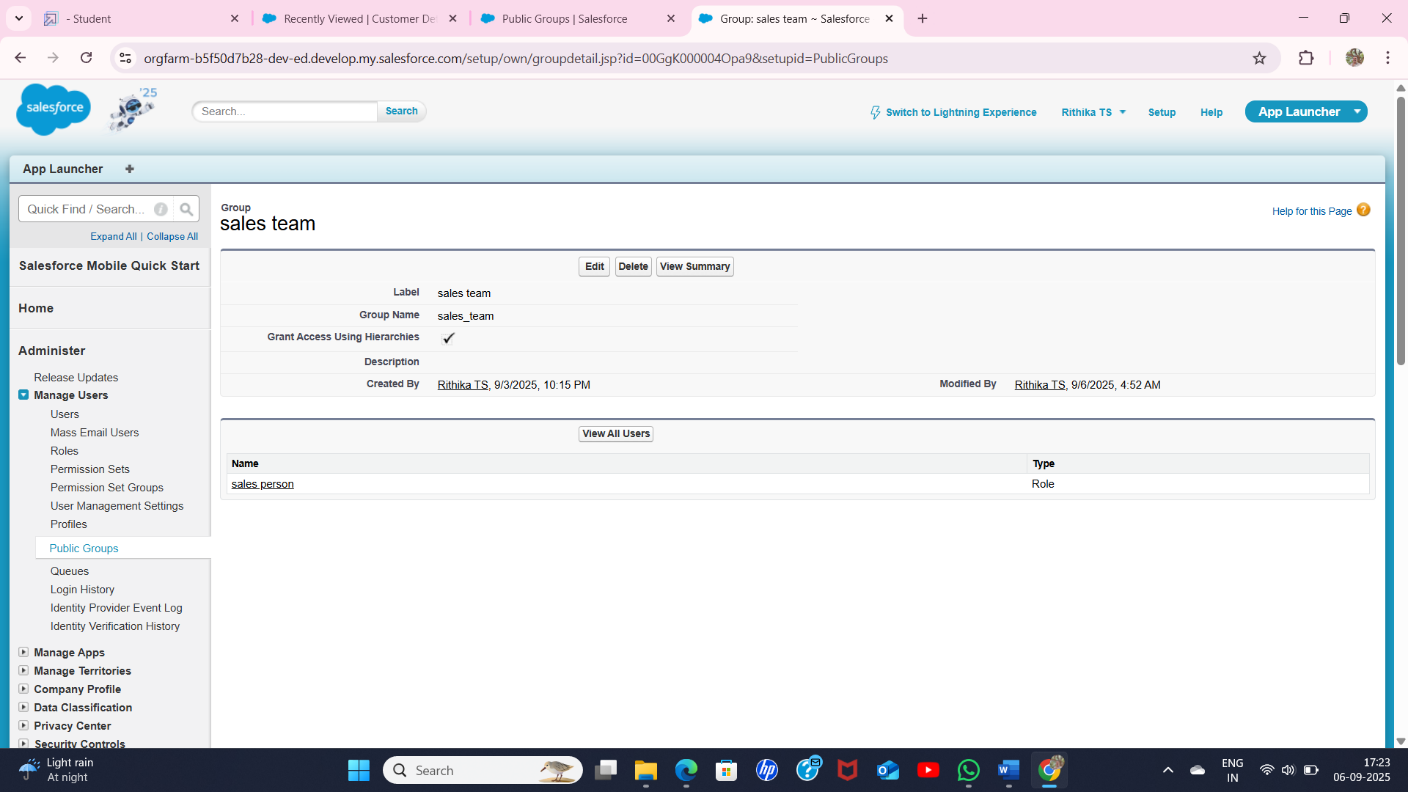 - Student
Recently Viewed | Customer De
Public Groups | Salesforce
Group: sales team ~ Salesforce
orgfarm-b5f50d7b28-dev-ed.develop.my.salesforce.com/setup/own/groupdetail.jsp?id=00GgK000004Opa9&setupid=PublicGroups
salesforce
'25
Search...
Search
Switch to Lightning Experience
Rithika TS
Setup
Help
App Launcher
App Launcher
Quick Find / Search...
Expand All | Collapse All
Salesforce Mobile Quick Start
Home
Administer
Release Updates
Manage Users
Users
Mass Email Users
Roles
Permission Sets
Permission Set Groups
User Management Settings
Profiles
Public Groups
Queues
Login History
Identity Provider Event Log
Identity Verification History
Manage Apps
Manage Territories
Company Profile
Data Classification
Privacy Center
Security Controls
Group
sales team
Help for this Page
Edit Delete View Summary
Label sales team
Group Name sales_team
Grant Access Using Hierarchies
Description
Created By Rithika TS, 9/3/2025, 10:15 PM Modified By Rithika TS, 9/6/2025, 4:52 AM
View All Users
Name Type
sales person Role
Light rain
At night
Search
ENG
IN
17:23
06-09-2025